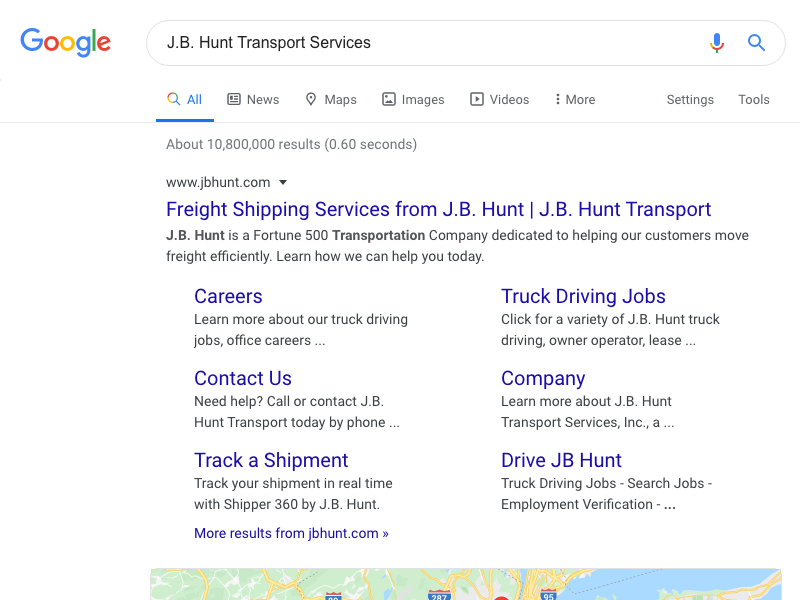 Google
J.B. Hunt Transport Services
All News Maps Images Videos More Settings Tools
About 10,800,000 results (0.60 seconds)
www.jbhunt.com
Freight Shipping Services from J.B. Hunt | J.B. Hunt Transport
J.B. Hunt is a Fortune 500 Transportation Company dedicated to helping our customers move
freight efficiently. Learn how we can help you today.
Careers
Learn more about our truck driving
jobs, office careers ...
Truck Driving Jobs
Click for a variety of J.B. Hunt truck
driving, owner operator, lease ...
Contact Us
Need help? Call or contact J.B.
Hunt Transport today by phone ...
Company
Learn more about J.B. Hunt
Transport Services, Inc., a ...
Track a Shipment
Track your shipment in real time
with Shipper 360 by J.B. Hunt.
Drive JB Hunt
Truck Driving Jobs - Search Jobs -
Employment Verification - ...
More results from jbhunt.com »
287
95